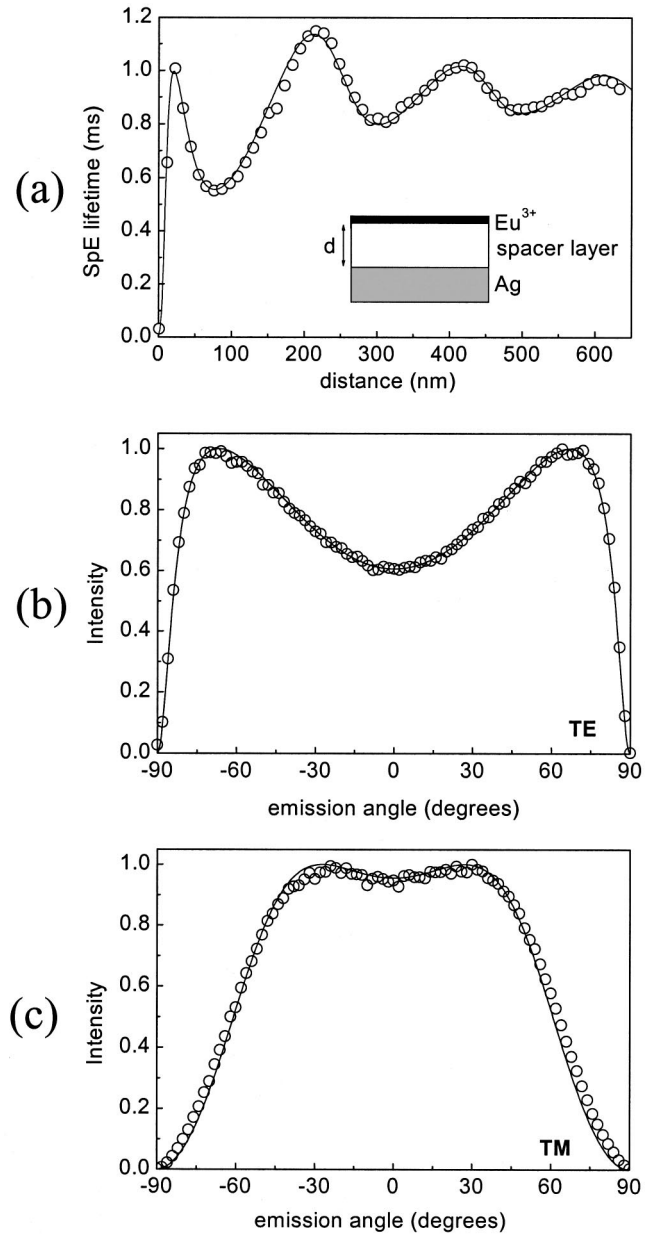 (a)
SpE lifetime (ms)
1.2
1.0
0.8
0.6
0.4
0.2
0.0
d
Eu³⁺
spacer layer
Ag
0 100 200 300 400 500 600
distance (nm)
(b)
Intensity
1.0
0.8
0.6
0.4
0.2
0.0
TE
-90 -60 -30 0 30 60 90
emission angle (degrees)
(c)
Intensity
1.0
0.8
0.6
0.4
0.2
0.0
TM
-90 -60 -30 0 30 60 90
emission angle (degrees)